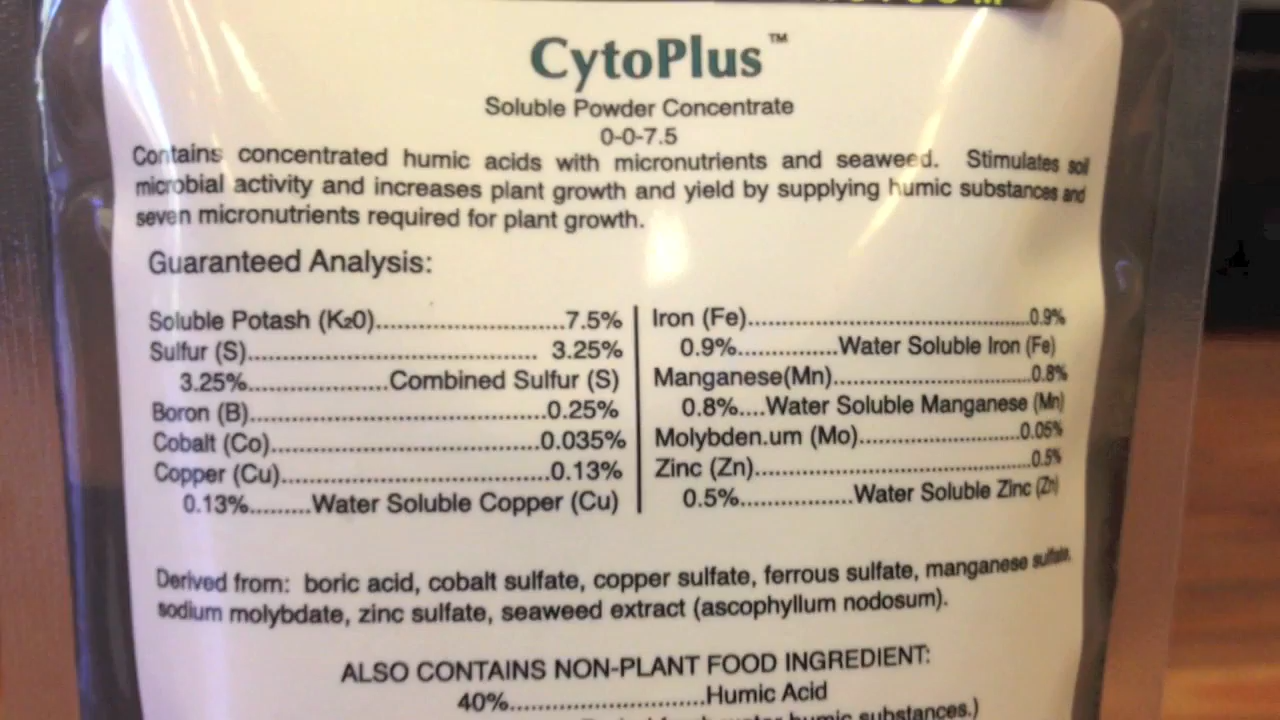 CytoPlus™
Soluble Powder Concentrate
0-0-7.5
Contains concentrated humic acids with micronutrients and seaweed. Stimulates soil
microbial activity and increases plant growth and yield by supplying humic substances and
seven micronutrients required for plant growth.
Guaranteed Analysis:
Soluble Potash (K₂0)..............................7.5%
Sulfur (S)............................................. 3.25%
3.25%......................Combined Sulfur (S)
Boron (B)..............................................0.25%
Cobalt (Co)..........................................0.035%
Copper (Cu)..........................................0.13%
0.13%.........Water Soluble Copper (Cu)
Iron (Fe)..............................................0.9%
0.9%...............Water Soluble Iron (Fe)
Manganese(Mn)..................................0.8%
0.8%....Water Soluble Manganese (Mn)
Molybden.um (Mo)..........................0.05%
Zinc (Zn)..............................................0.5%
0.5%.................Water Soluble Zinc (Zn)
Derived from: boric acid, cobalt sulfate, copper sulfate, ferrous sulfate, manganese sulfate,
sodium molybdate, zinc sulfate, seaweed extract (ascophyllum nodosum).
ALSO CONTAINS NON-PLANT FOOD INGREDIENT:
40%..............................Humic Acid
humic substances.)